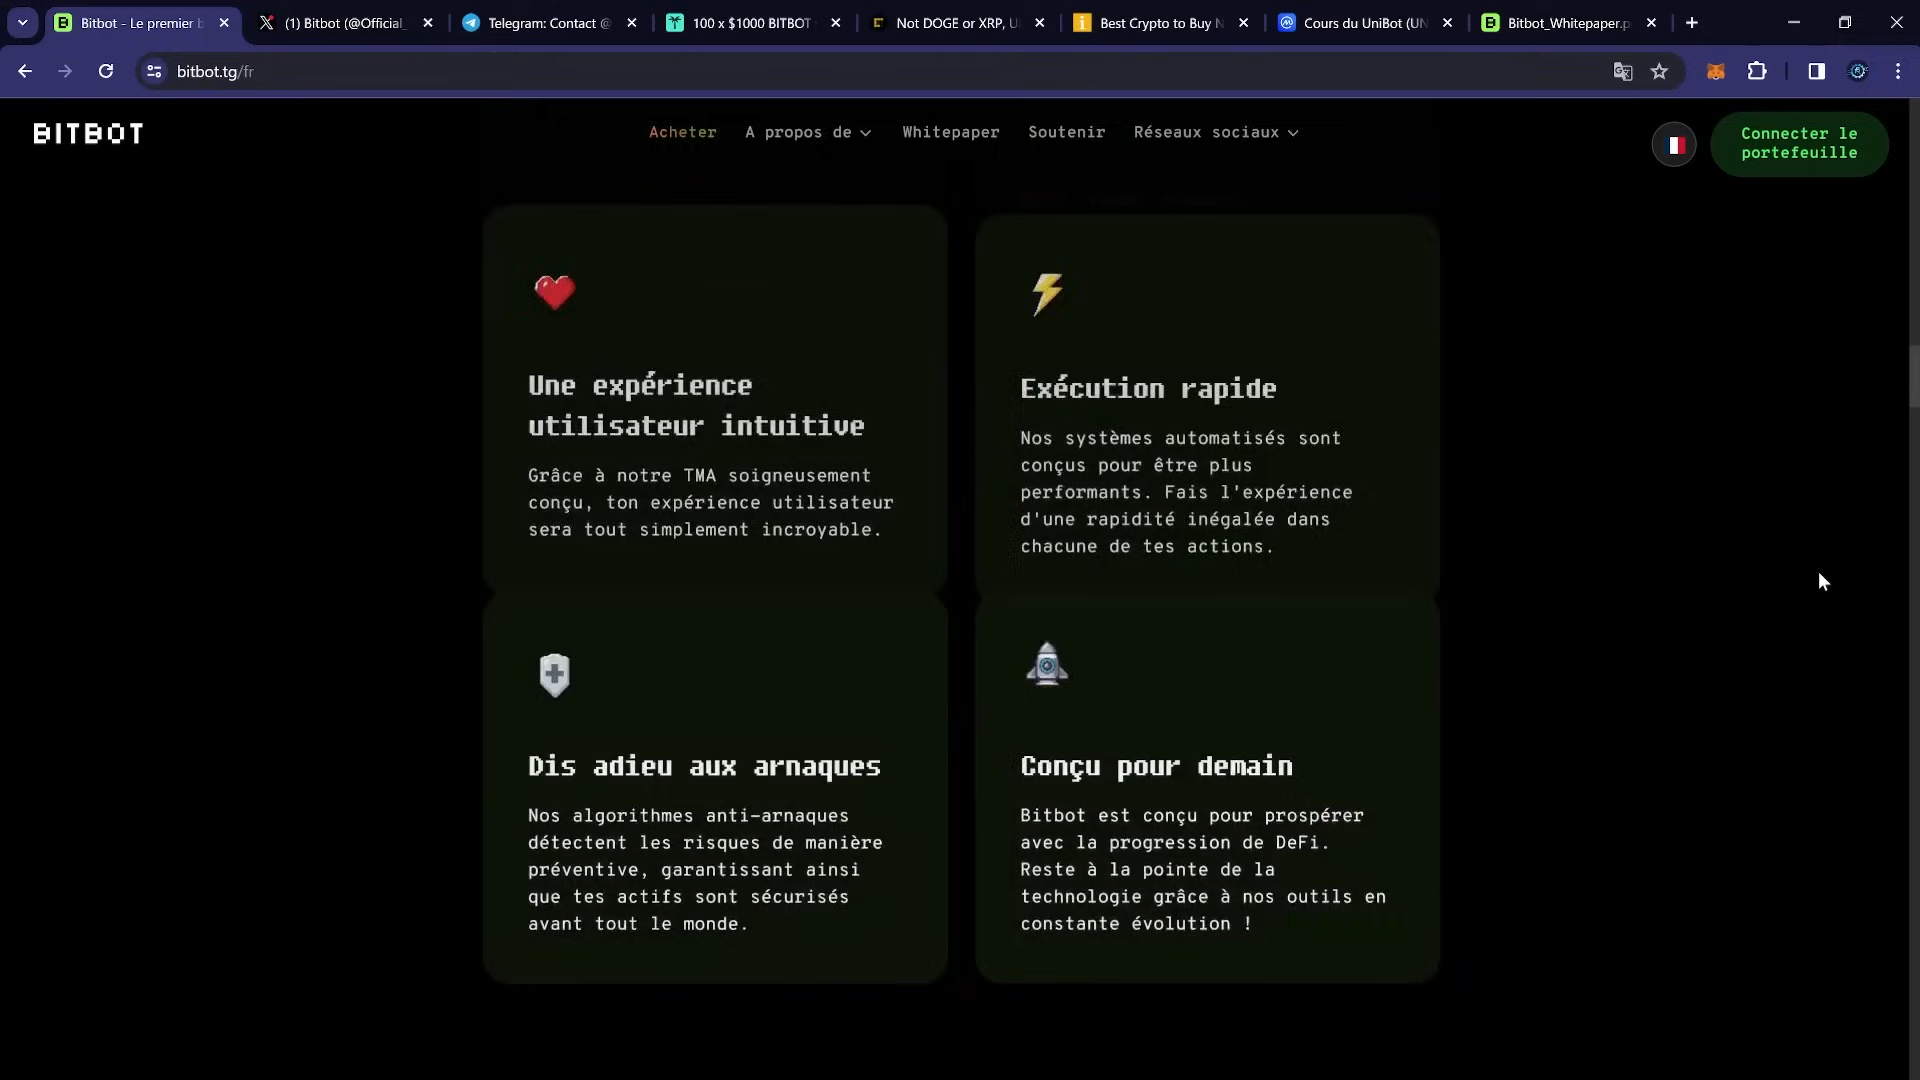 Bitbot - Le premier b
(1) Bitbot (@Official_
Telegram: Contact @
100 x $1000 BITBOT
Not DOGE or XRP, U
Best Crypto to Buy N
Cours du UniBot (UN
Bitbot_Whitepaper.p
bitbot.tg/fr
BITBOT
Acheter
A propos de
Whitepaper
Soutenir
Réseaux sociaux
Connecter le
portefeuille
Une expérience
utilisateur intuitive
Grâce à notre TMA soigneusement
conçu, ton expérience utilisateur
sera tout simplement incroyable.
Exécution rapide
Nos systèmes automatisés sont
conçus pour être plus
performants. Fais l'expérience
d'une rapidité inégalée dans
chacune de tes actions.
Dis adieu aux arnaques
Nos algorithmes anti-arnaques
détectent les risques de manière
préventive, garantissant ainsi
que tes actifs sont sécurisés
avant tout le monde.
Conçu pour demain
Bitbot est conçu pour prospérer
avec la progression de DeFi.
Reste à la pointe de la
technologie grâce à nos outils en
constante évolution !